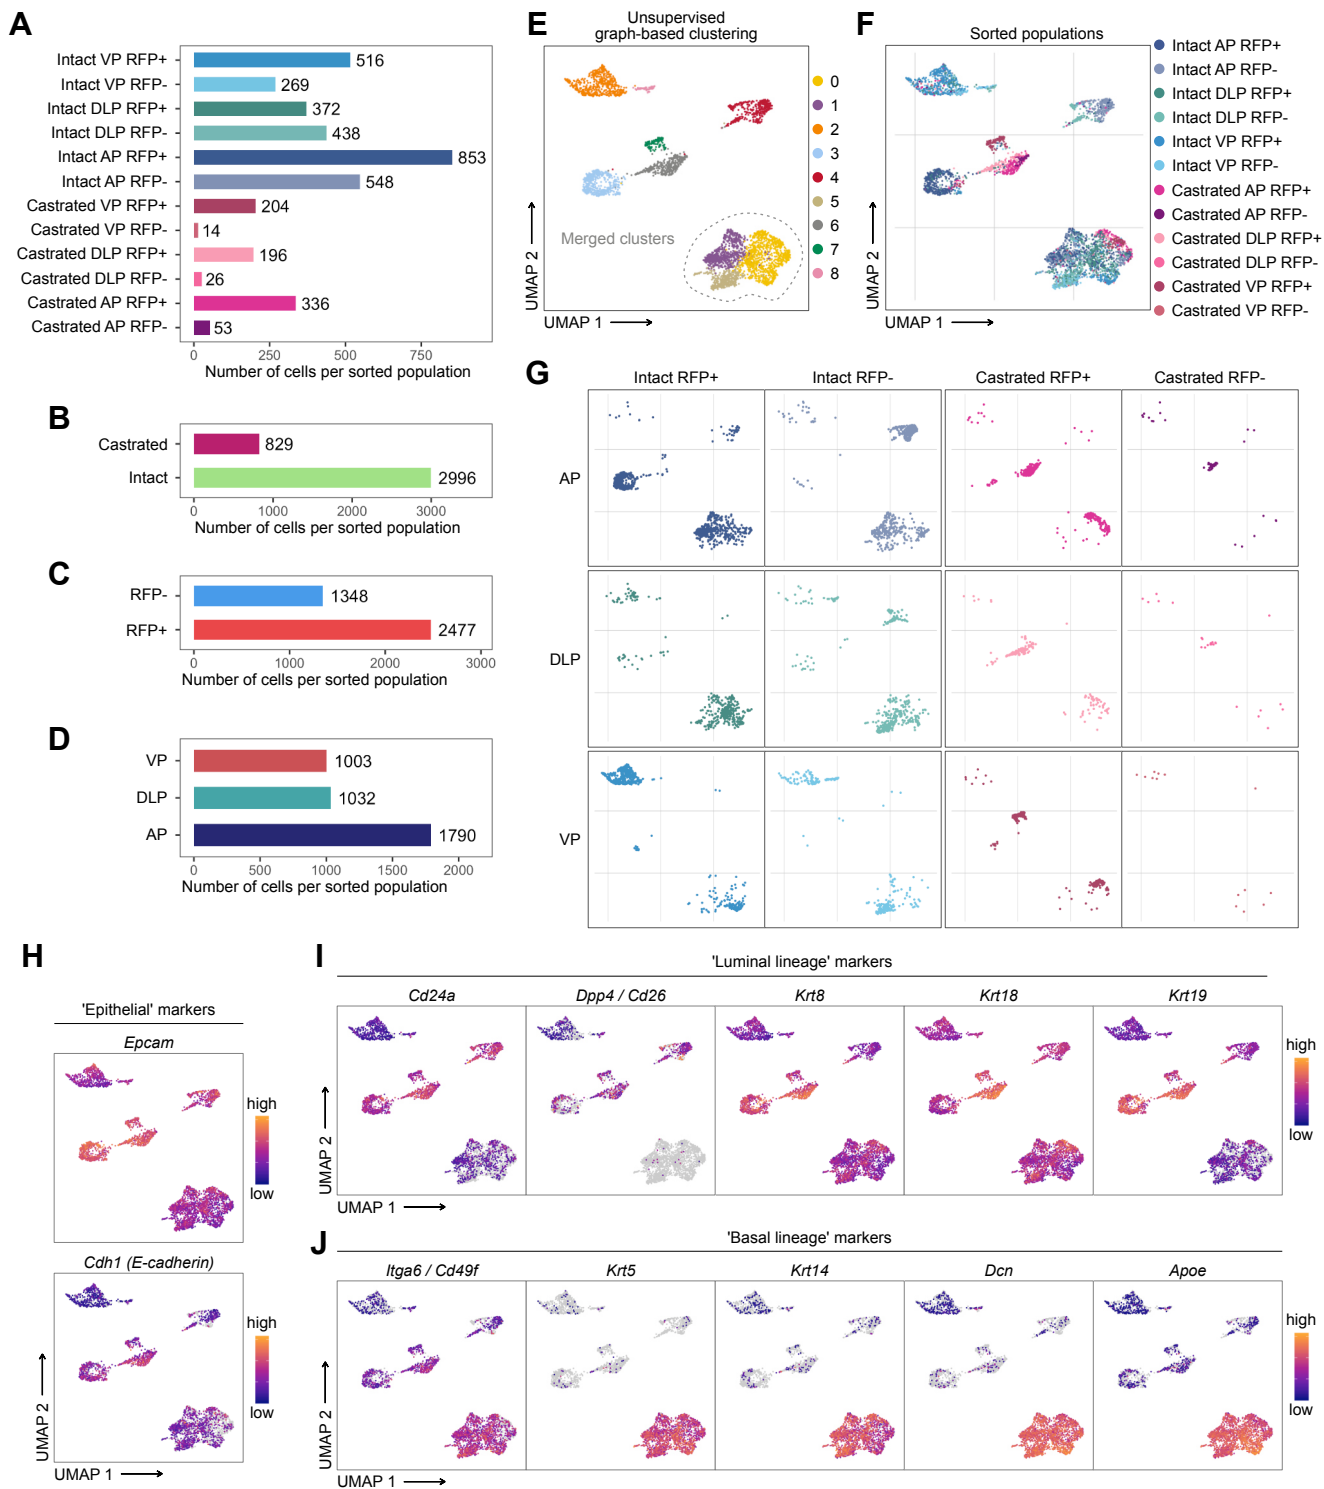 A
Intact VP RFP+
516
Intact VP RFP-
269
Intact DLP RFP+
372
Intact DLP RFP-
438
Intact AP RFP+
853
Intact AP RFP-
548
Castrated VP RFP+
204
Castrated VP RFP-
14
Castrated DLP RFP+
196
Castrated DLP RFP-
26
Castrated AP RFP+
336
Castrated AP RFP-
53
0 250 500 750
Number of cells per sorted population
B
Castrated
829
Intact
2996
0 1000 2000 3000
Number of cells per sorted population
C
RFP-
1348
RFP+
2477
0 1000 2000 3000
Number of cells per sorted population
D
VP
1003
DLP
1032
AP
1790
0 500 1000 1500 2000
Number of cells per sorted population
E
Unsupervised
graph-based clustering
0
1
2
3
4
5
6
7
8
Merged clusters
UMAP 2
UMAP 1
F
Sorted populations
Intact AP RFP+
Intact AP RFP-
Intact DLP RFP+
Intact DLP RFP-
Intact VP RFP+
Intact VP RFP-
Castrated AP RFP+
Castrated AP RFP-
Castrated DLP RFP+
Castrated DLP RFP-
Castrated VP RFP+
Castrated VP RFP-
UMAP 2
UMAP 1
G
Intact RFP+ Intact RFP- Castrated RFP+ Castrated RFP-
AP
DLP
VP
H
'Epithelial' markers
Epcam
high
low
Cdh1 (E-cadherin)
high
low
UMAP 2
UMAP 1
I
'Luminal lineage' markers
Cd24a Dpp4 / Cd26 Krt8 Krt18 Krt19
high
low
UMAP 2
UMAP 1
J
'Basal lineage' markers
Itga6 / Cd49f Krt5 Krt14 Dcn Apoe
high
low
UMAP 2
UMAP 1